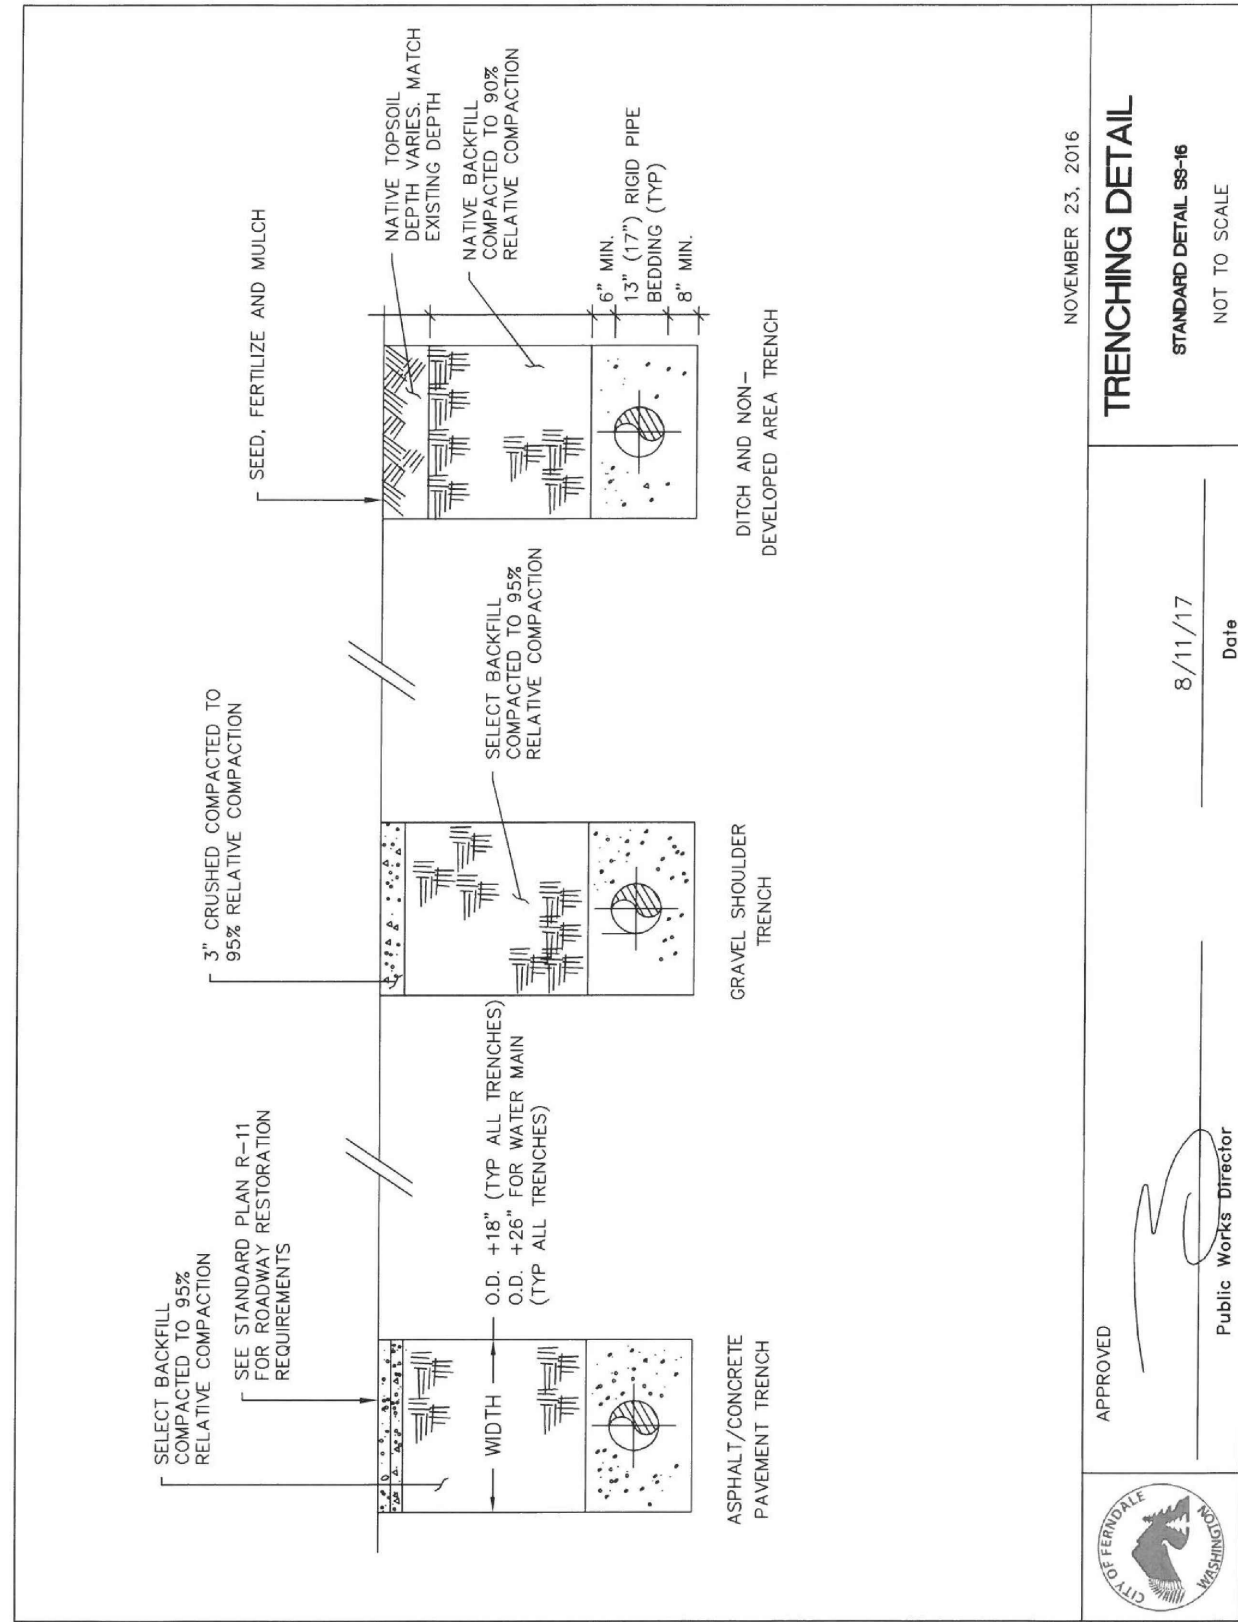 SELECT BACKFILL
COMPACTED TO 95%
RELATIVE COMPACTION
SEE STANDARD PLAN R-11
FOR ROADWAY RESTORATION
REQUIREMENTS
WIDTH
O.D. +18" (TYP ALL TRENCHES)
O.D. +26" FOR WATER MAIN
(TYP ALL TRENCHES)
ASPHALT/CONCRETE
PAVEMENT TRENCH
3" CRUSHED COMPACTED TO
95% RELATIVE COMPACTION
SELECT BACKFILL
COMPACTED TO 95%
RELATIVE COMPACTION
GRAVEL SHOULDER
TRENCH
SEED, FERTILIZE AND MULCH
NATIVE TOPSOIL
DEPTH VARIES. MATCH
EXISTING DEPTH
NATIVE BACKFILL
COMPACTED TO 90%
RELATIVE COMPACTION
6" MIN.
13" (17") RIGID PIPE
BEDDING (TYP)
8" MIN.
DITCH AND NON-
DEVELOPED AREA TRENCH
NOVEMBER 23, 2016
CITY OF FERNDALE
WASHINGTON
APPROVED
Public Works Director
8/11/17
Date
TRENCHING DETAIL
STANDARD DETAIL SS-16
NOT TO SCALE